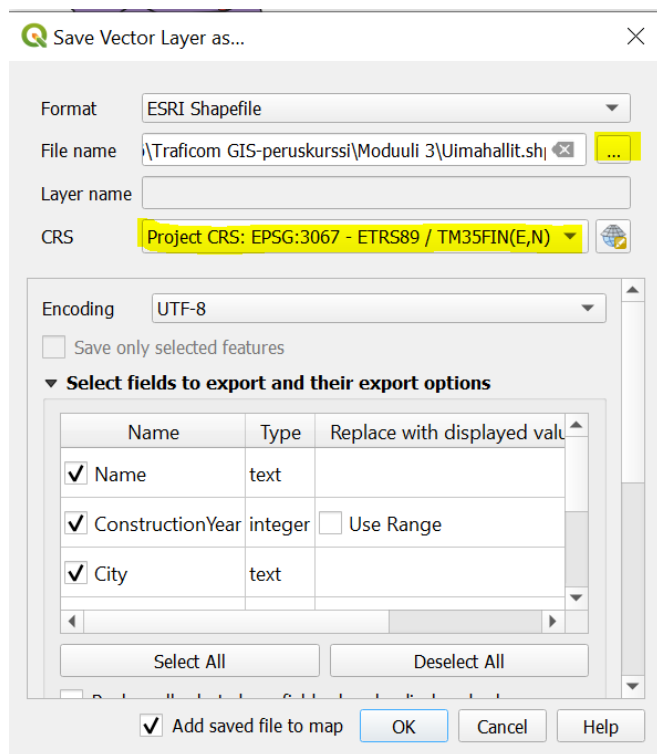 Save Vector Layer as...
Format ESRI Shapefile
File name \Traficom GIS-peruskurssi\Moduuli 3\Uimahallit.shp ...
Layer name
CRS Project CRS: EPSG:3067 - ETRS89 / TM35FIN(E,N)
Encoding UTF-8
Save only selected features
Select fields to export and their export options
Name Type Replace with displayed valu
Name text
ConstructionYear integer Use Range
City text
Select All Deselect All
Add saved file to map OK Cancel Help